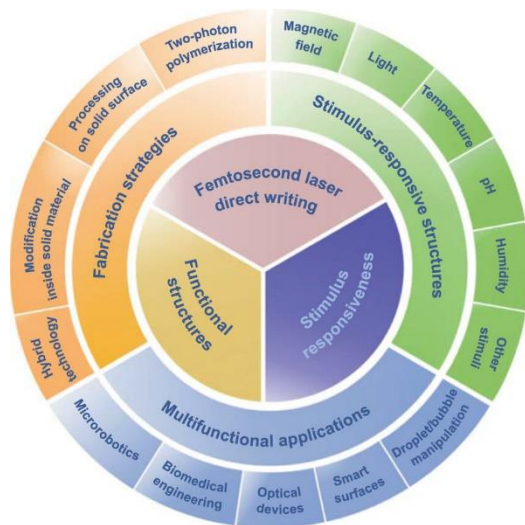 Two-photon
polymerization
Processing
on solid surface
Modification
inside solid material
Hybrid
technology
Fabrication strategies
Magnetic
field
Light
Temperature
pH
Humidity
Other
stimuli
Stimulus-responsive structures
Femtosecond laser
direct writing
Functional
structures
Stimulus
responsiveness
Multifunctional applications
Microrobotics
Biomedical
engineering
Optical
devices
Smart
surfaces
Droplet/bubble
manipulation